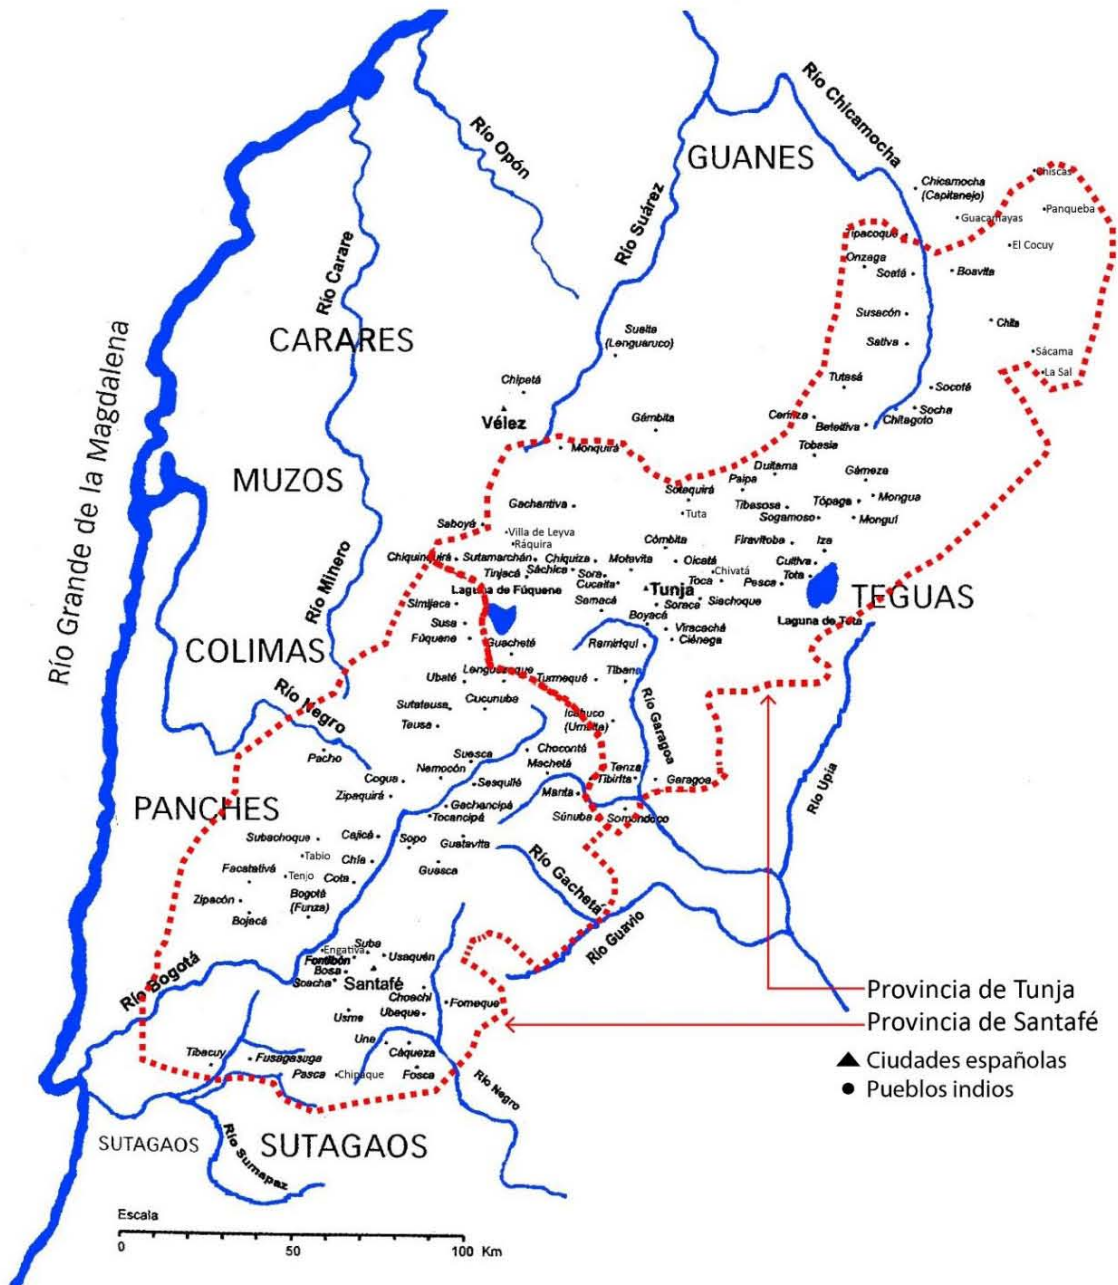 Río Grande de la Magdalena
Río Opón
Río Carare
Río Suárez
GUANES
Río Chicamocha
Chiscas
Chicamocha
(Capitanejo)
Panqueba
Guacamayas
Tipacoque
El Cocuy
Onzaga
Soatá
Boavita
CARARES
Susacón
Chita
Suaita
(Lenguaruco)
Sativa
Sácama
La Sal
Chipatá
Tutasá
Socotá
Vélez
Gámbita
Cerinza
Socha
Beteitiva
Chitagoto
Monquirá
Tobasía
MUZOS
Duitama
Gámeza
Paipa
Sotaquirá
Mongua
Gachantiva
Tuta
Tibasosa
Tópaga
Saboyá
Sogamoso
Monguí
Villa de Leyva
Ráquira
Cómbita
Firavitoba
Iza
Chiquinquirá
Sutamarchán
Chíquiza
Motavita
Oicatá
Cuitiva
Tinjacá
Sáchica
Sora
Chivatá
Cucaita
Toca
Pesca
Tota
Río Minero
Laguna de Fúquene
Tunja
TEGUAS
Simijaca
Samacá
Soracá
Siachoque
Susa
Boyacá
Viracachá
Laguna de Tota
Fúquene
Guachetá
Ramiriquí
Ciénega
COLIMAS
Lenguazaque
Ubaté
Turmequé
Tibana
Río Negro
Sutatausa
Cucunuba
Tausa
Icabuco
(Umbita)
Río Garagoa
Pacho
Suesca
Chocontá
Nemocón
Machetá
Tenza
Cogua
Sesquilé
Tibirita
Garagoa
Río Upía
Zipaquirá
Manta
PANCHES
Gachancipá
Tocancipá
Súnuba
Somondoco
Subachoque
Cajicá
Sopo
Guatavita
Tabio
Chía
Guasca
Facatativá
Tenjo
Cota
Río Gachetá
Zipacón
Bogotá
(Funza)
Bojacá
Río Guavio
Río Bogotá
Engativa
Suba
Fontibón
Usaquén
Bosa
Soacha
Santafé
Choachí
Fomeque
Usme
Ubaque
Une
Tibacuy
Fusagasuga
Cáqueza
Pasca
Chipaque
Fosca
Río Negro
SUTAGAOS
SUTAGAOS
Río Sumapaz
Provincia de Tunja
Provincia de Santafé
Ciudades españolas
Pueblos indios
Escala
0 50 100 Km